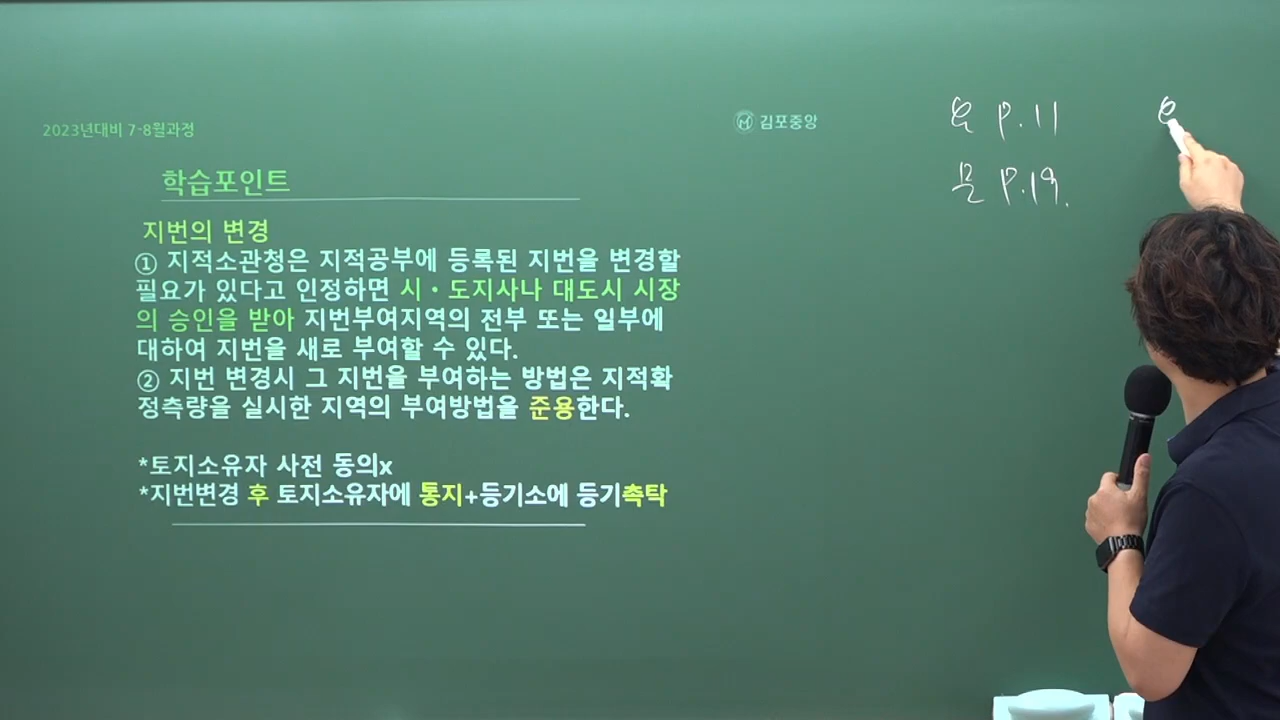 2023년대비 7-8월과정
김포중앙
학습포인트
지번의 변경
① 지적소관청은 지적공부에 등록된 지번을 변경할
필요가 있다고 인정하면 시・도지사나 대도시 시장
의 승인을 받아 지번부여지역의 전부 또는 일부에
대하여 지번을 새로 부여할 수 있다.
② 지번 변경시 그 지번을 부여하는 방법은 지적확
정측량을 실시한 지역의 부여방법을 준용한다.
*토지소유자 사전 동의x
*지번변경 후 토지소유자에 통지+등기소에 등기촉탁
요 P.11
문 P.19.